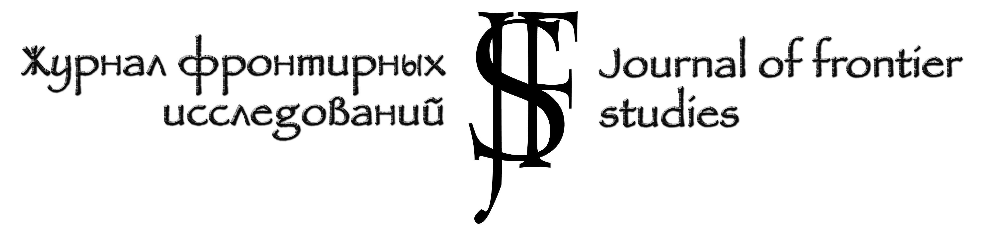 Журнал фронтирных
исследований
JFS
Journal of frontier
studies